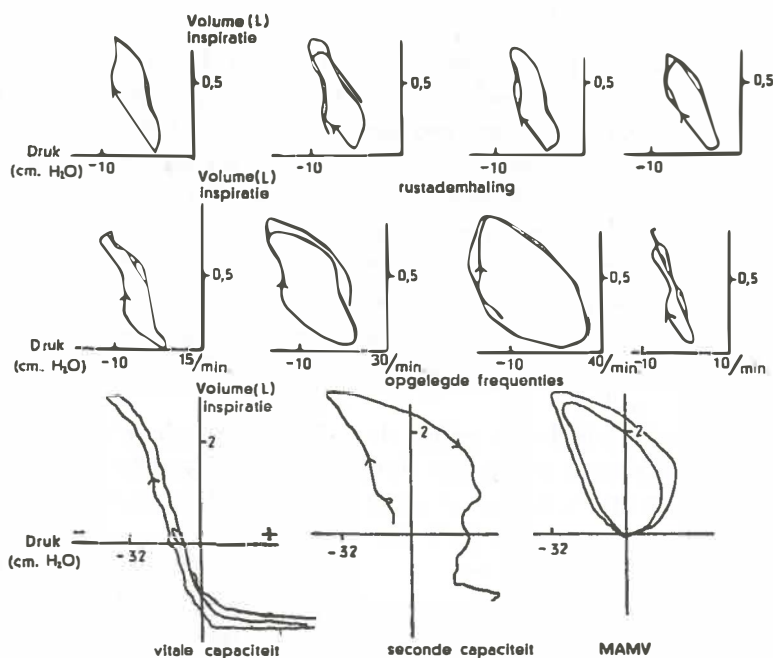 Volume (L)
Inspiratie
0,5
0,5
0,5
0,5
Druk
(cm. H₂O)
-10
-10
-10
-10
Volume(L)
Inspiratie
rustademhaling
0,5
0,5
0,5
0,5
Druk
-10
15/min
-10
30/min
-10
40/min
-10
10/min
opgelegde frequenties
Volume(L)
inspiratie
2
2
2
-
+
Druk
(cm. H₂O)
-32
-32
-32
vitale capaciteit
seconde capaciteit
MAMV